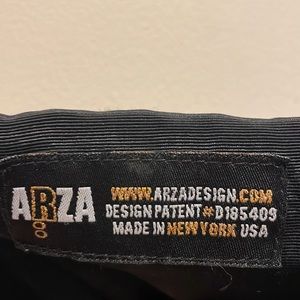 ARZA
WWW.ARZADESIGN.COM
DESIGN PATENT #D185409
MADE IN NEW YORK USA